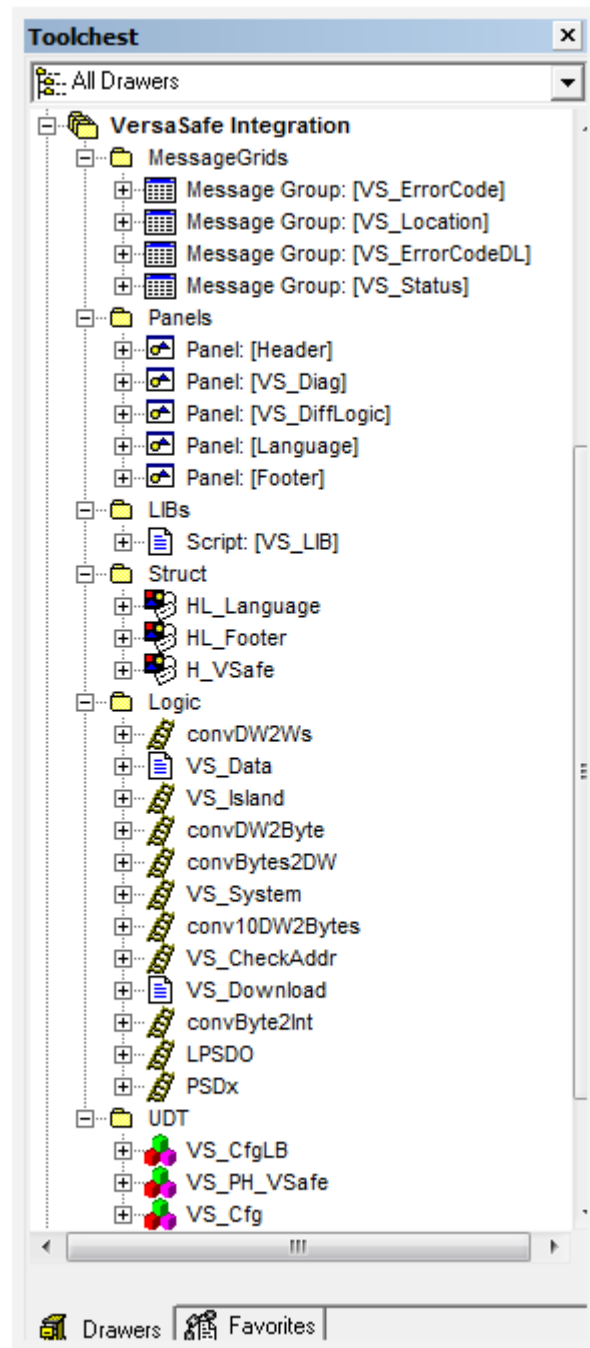 Toolchest
All Drawers
VersaSafe Integration
MessageGrids
Message Group: [VS_ErrorCode]
Message Group: [VS_Location]
Message Group: [VS_ErrorCodeDL]
Message Group: [VS_Status]
Panels
Panel: [Header]
Panel: [VS_Diag]
Panel: [VS_DiffLogic]
Panel: [Language]
Panel: [Footer]
LIBs
Script: [VS_LIB]
Struct
HL_Language
HL_Footer
H_VSafe
Logic
convDW2Ws
VS_Data
VS_Island
convDW2Byte
convBytes2DW
VS_System
conv10DW2Bytes
VS_CheckAddr
VS_Download
convByte2Int
LPSDO
PSDx
UDT
VS_CfgLB
VS_PH_VSafe
VS_Cfg
Drawers Favorites